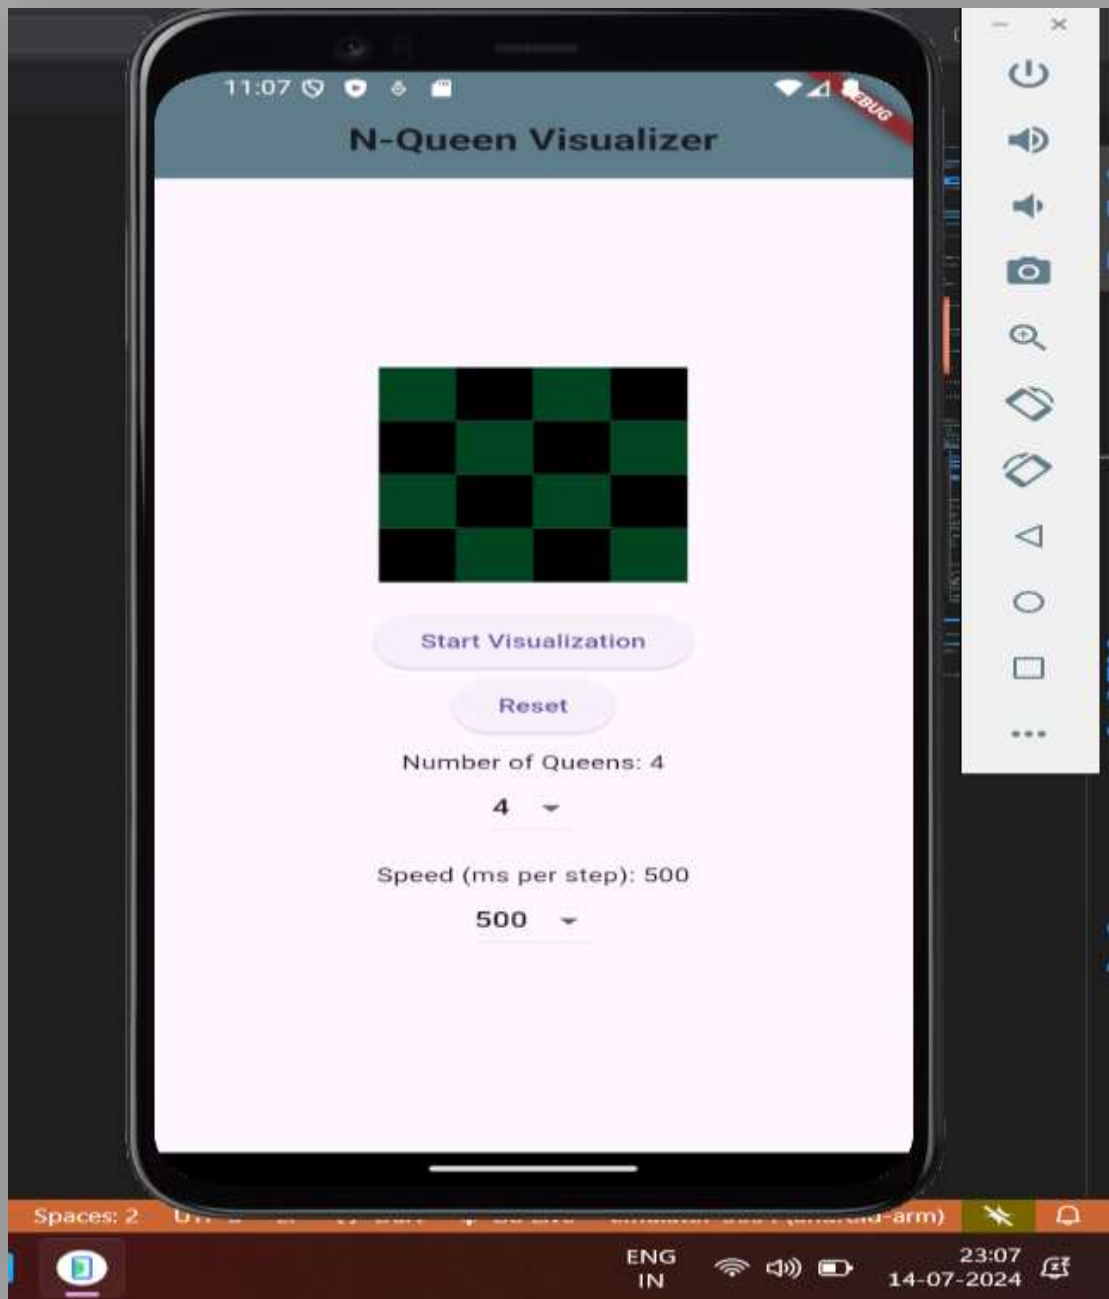 11:07
DEBUG
N-Queen Visualizer
Start Visualization
Reset
Number of Queens: 4
4
Speed (ms per step): 500
500
Spaces: 2
ENG
IN
23:07
14-07-2024